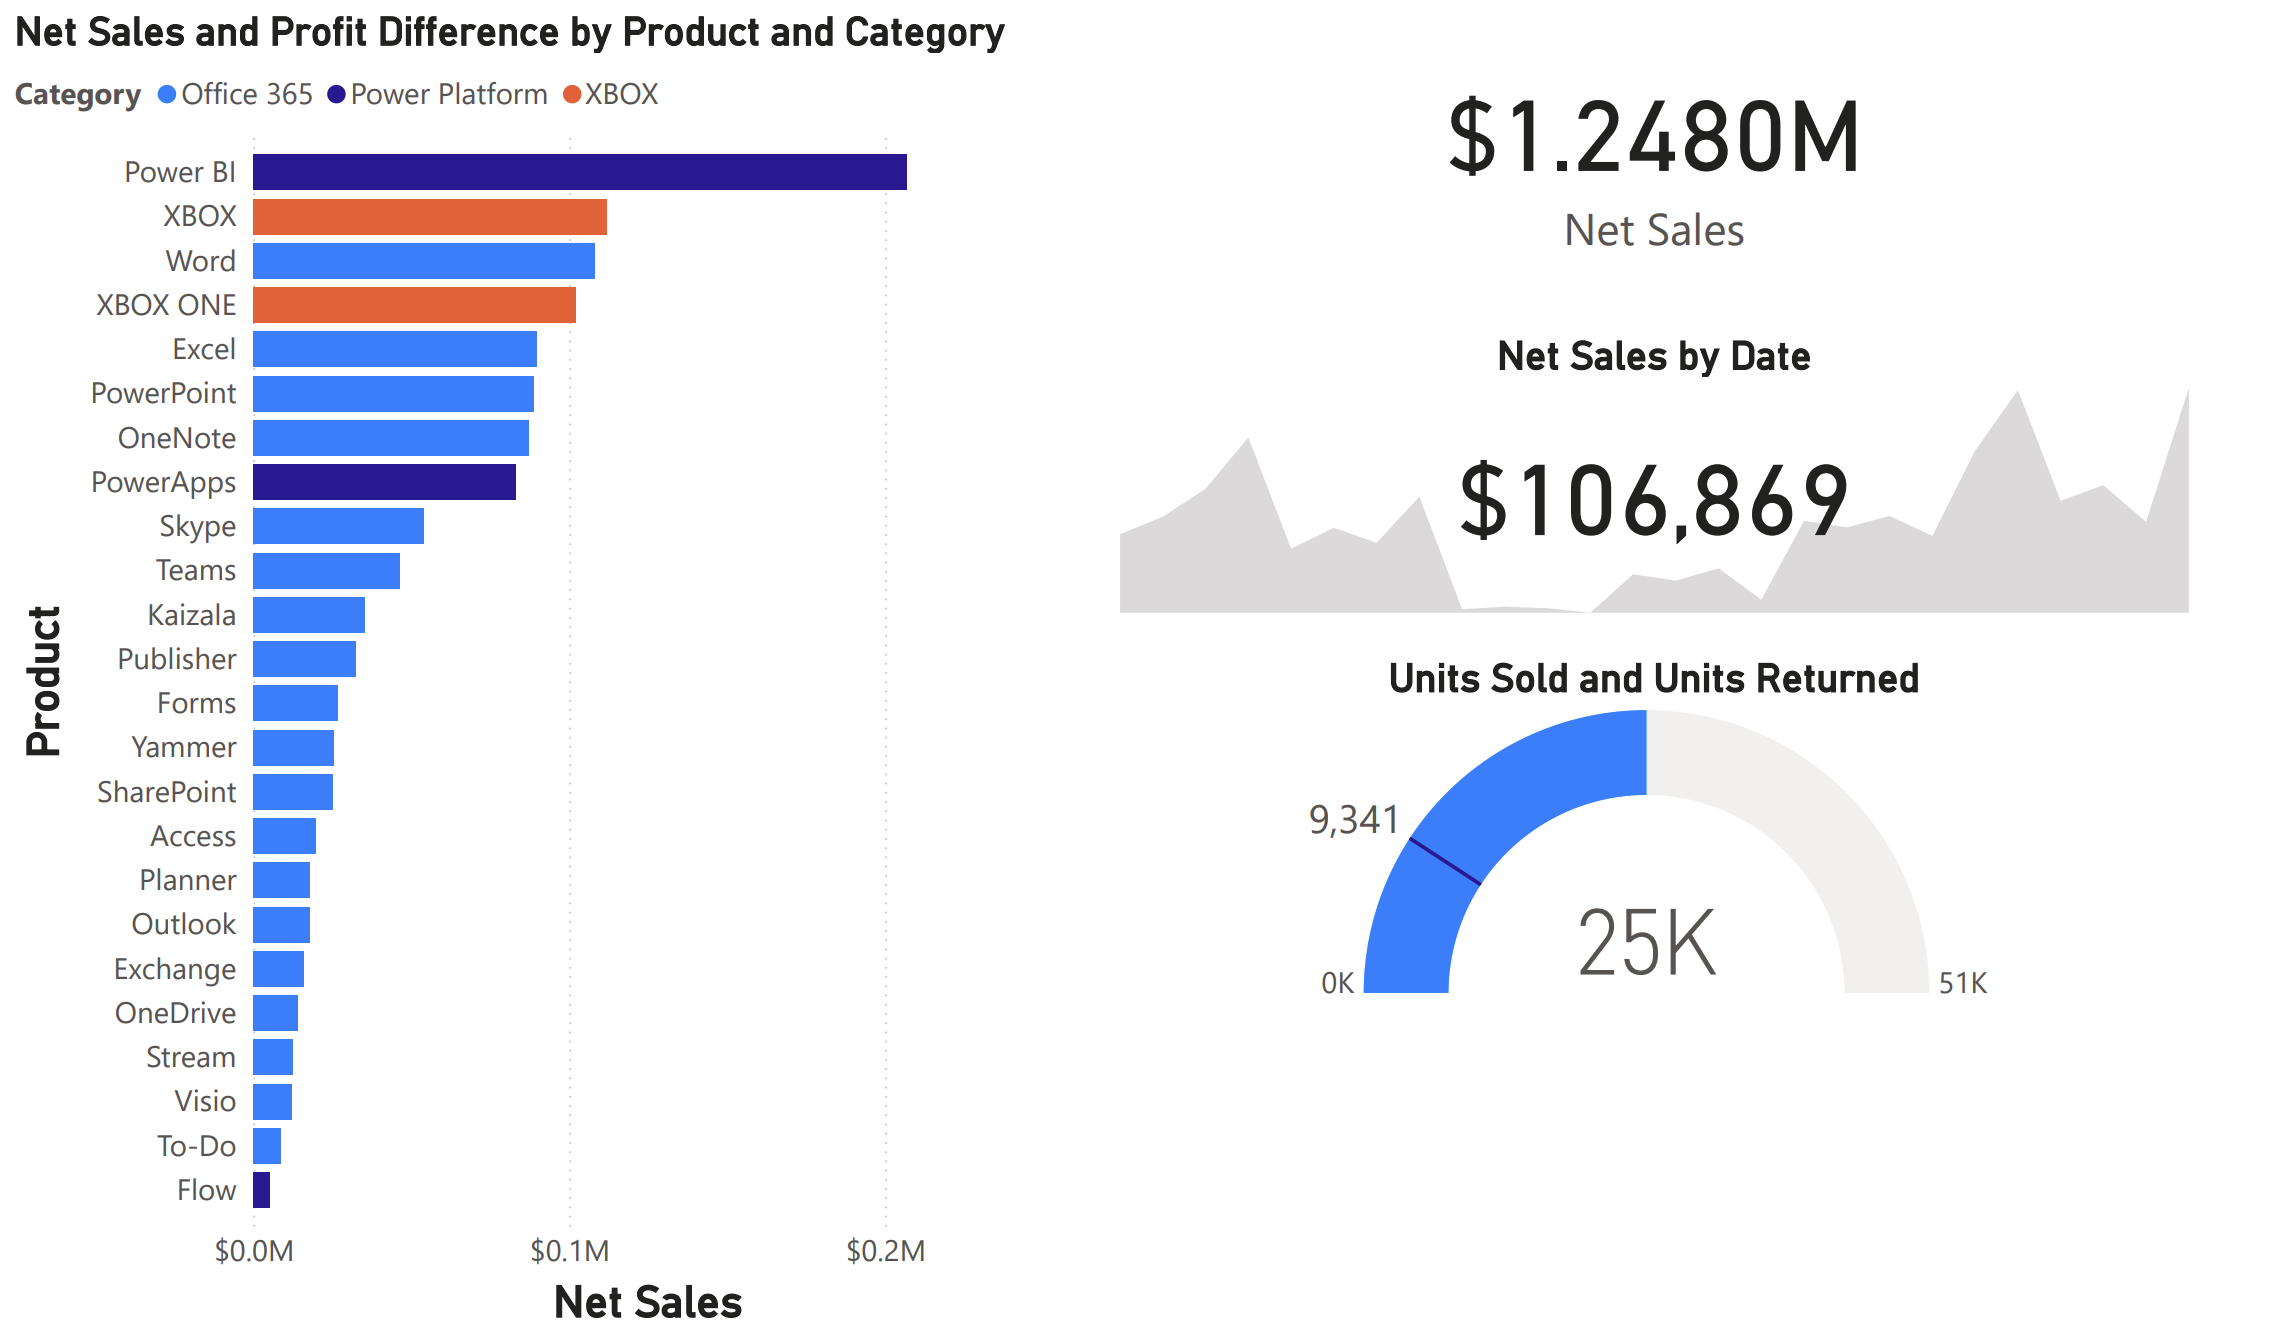 Net Sales and Profit Difference by Product and Category
Category Office 365 Power Platform XBOX
Power BI
XBOX
Word
XBOX ONE
Excel
PowerPoint
OneNote
PowerApps
Skype
Teams
Kaizala
Publisher
Forms
Yammer
SharePoint
Access
Planner
Outlook
Exchange
OneDrive
Stream
Visio
To-Do
Flow
Product
$0.0M $0.1M $0.2M
Net Sales
$1.2480M
Net Sales
Net Sales by Date
$106,869
Units Sold and Units Returned
9,341
25K
0K 51K